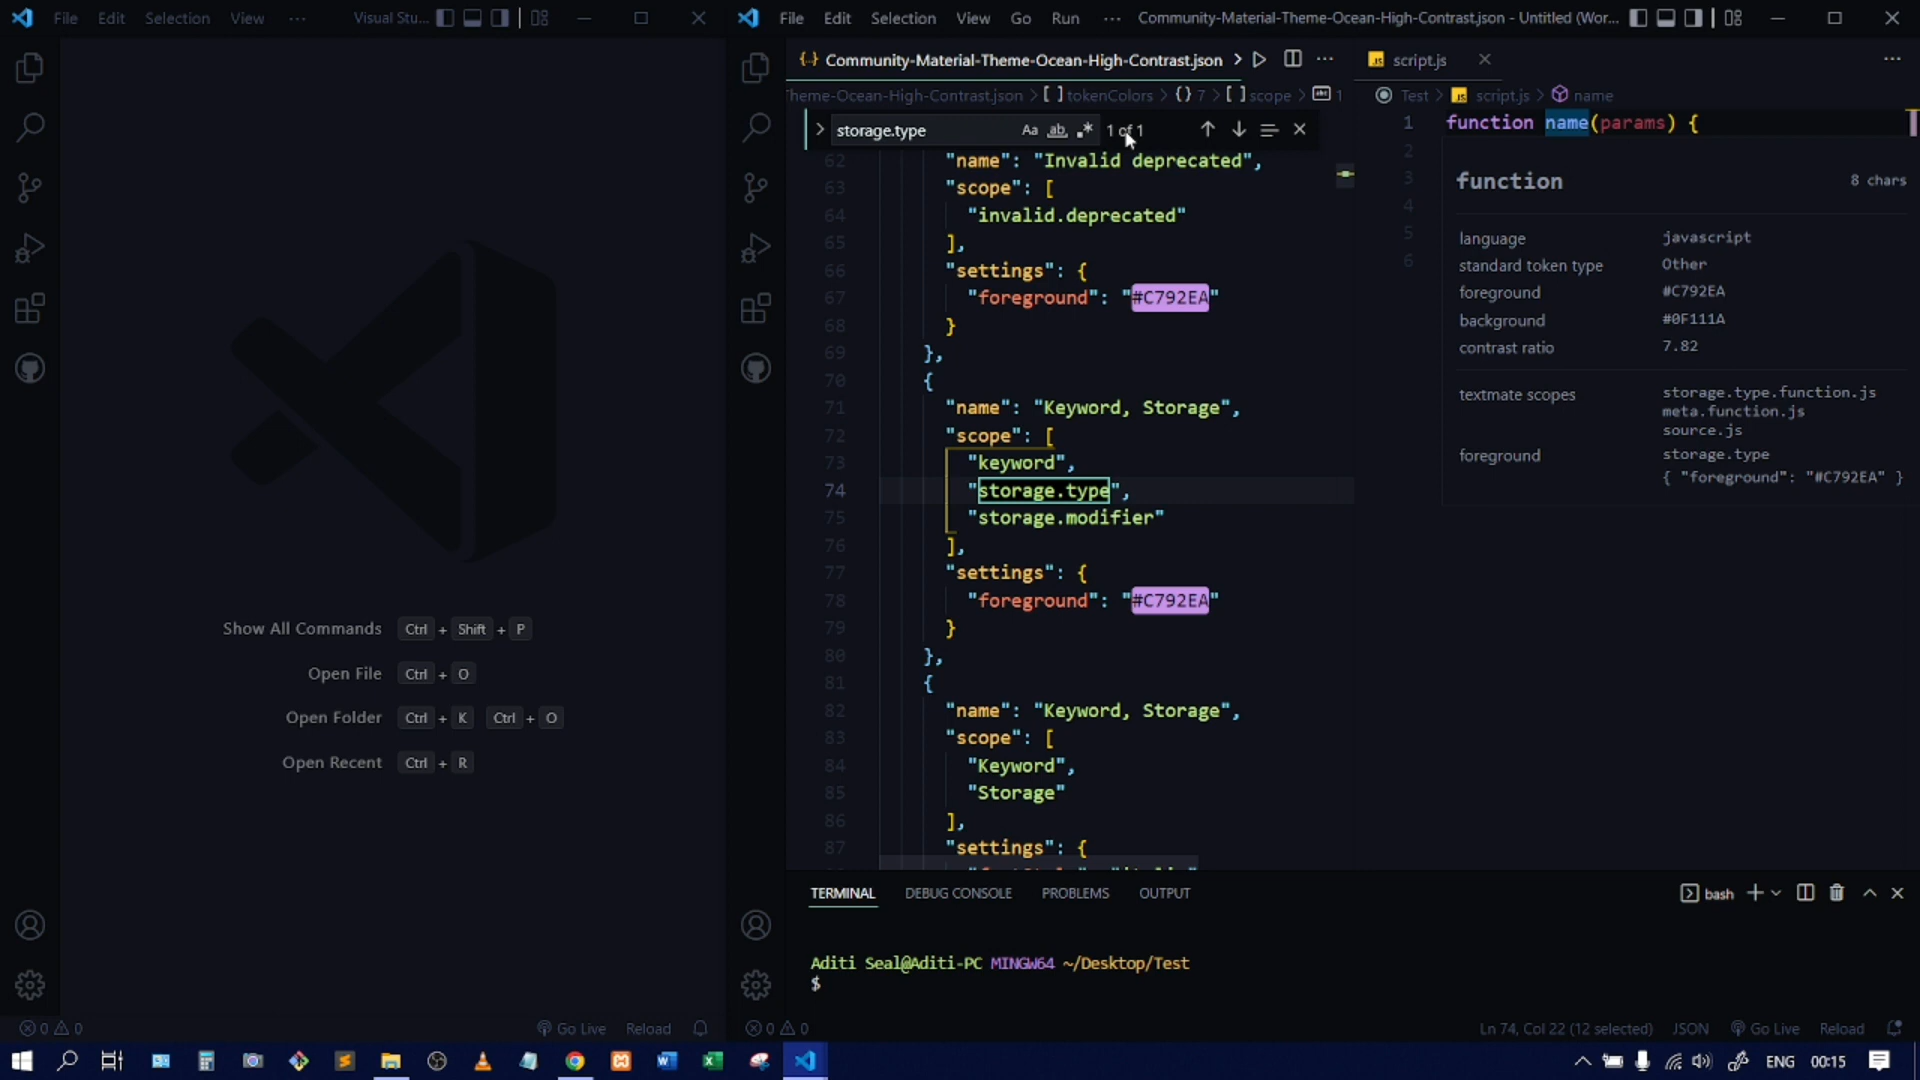 File Edit Selection View ... Visual Stu...
File Edit Selection View Go Run ... Community-Material-Theme-Ocean-High-Contrast.json - Untitled (Wor...
{..} Community-Material-Theme-Ocean-High-Contrast.json
JS script.js
heme-Ocean-High-Contrast.json > [ ] tokenColors > {} 7 > [ ] scope > abc 1
Test > JS script.js > name
storage.type Aa ab 1 of 1
62 "name": "Invalid deprecated",
63 "scope": [
64 "invalid.deprecated"
65 ],
66 "settings": {
67 "foreground": "#C792EA"
68 }
69 },
70 {
71 "name": "Keyword, Storage",
72 "scope": [
73 "keyword",
74 "storage.type",
75 "storage.modifier"
76 ],
77 "settings": {
78 "foreground": "#C792EA"
79 }
80 },
81 {
82 "name": "Keyword, Storage",
83 "scope": [
84 "Keyword",
85 "Storage"
86 ],
87 "settings": {
1 function name(params) {
2
3
4
5
6
function 8 chars
language javascript
standard token type Other
foreground #C792EA
background #0F111A
contrast ratio 7.82
textmate scopes storage.type.function.js
meta.function.js
source.js
foreground storage.type
{ "foreground": "#C792EA" }
Show All Commands Ctrl + Shift + P
Open File Ctrl + O
Open Folder Ctrl + K Ctrl + O
Open Recent Ctrl + R
TERMINAL DEBUG CONSOLE PROBLEMS OUTPUT bash
Aditi Seal@Aditi-PC MINGW64 ~/Desktop/Test
$
0 0 Go Live Reload
0 0 Ln 74, Col 22 (12 selected) JSON Go Live Reload
ENG 00:15